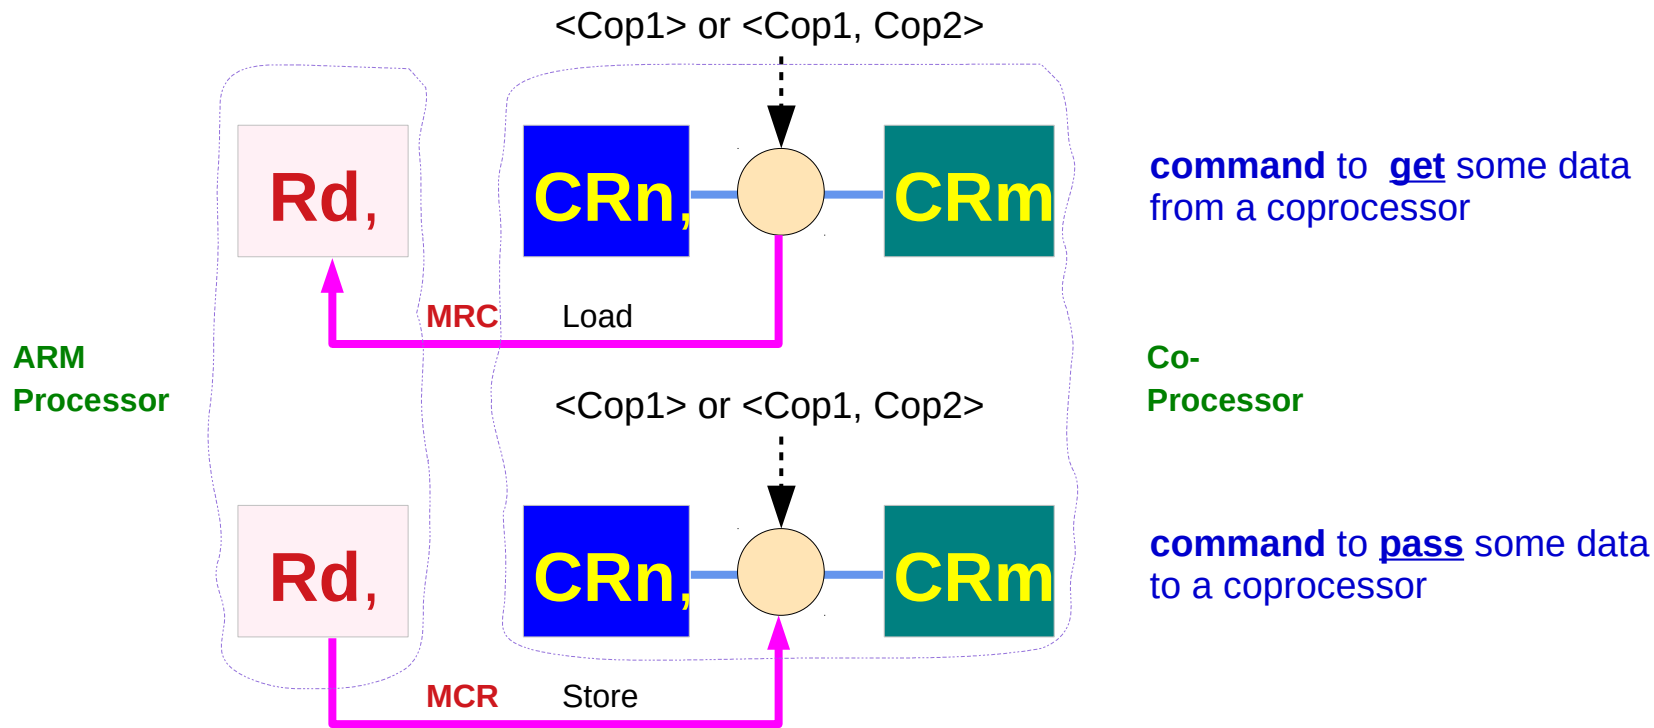 <Cop1> or <Cop1, Cop2>
Rd,
CRn,
CRm
command to get some data
from a coprocessor
MRC Load
ARM
Processor
Co-
Processor
<Cop1> or <Cop1, Cop2>
Rd,
CRn,
CRm
command to pass some data
to a coprocessor
MCR Store